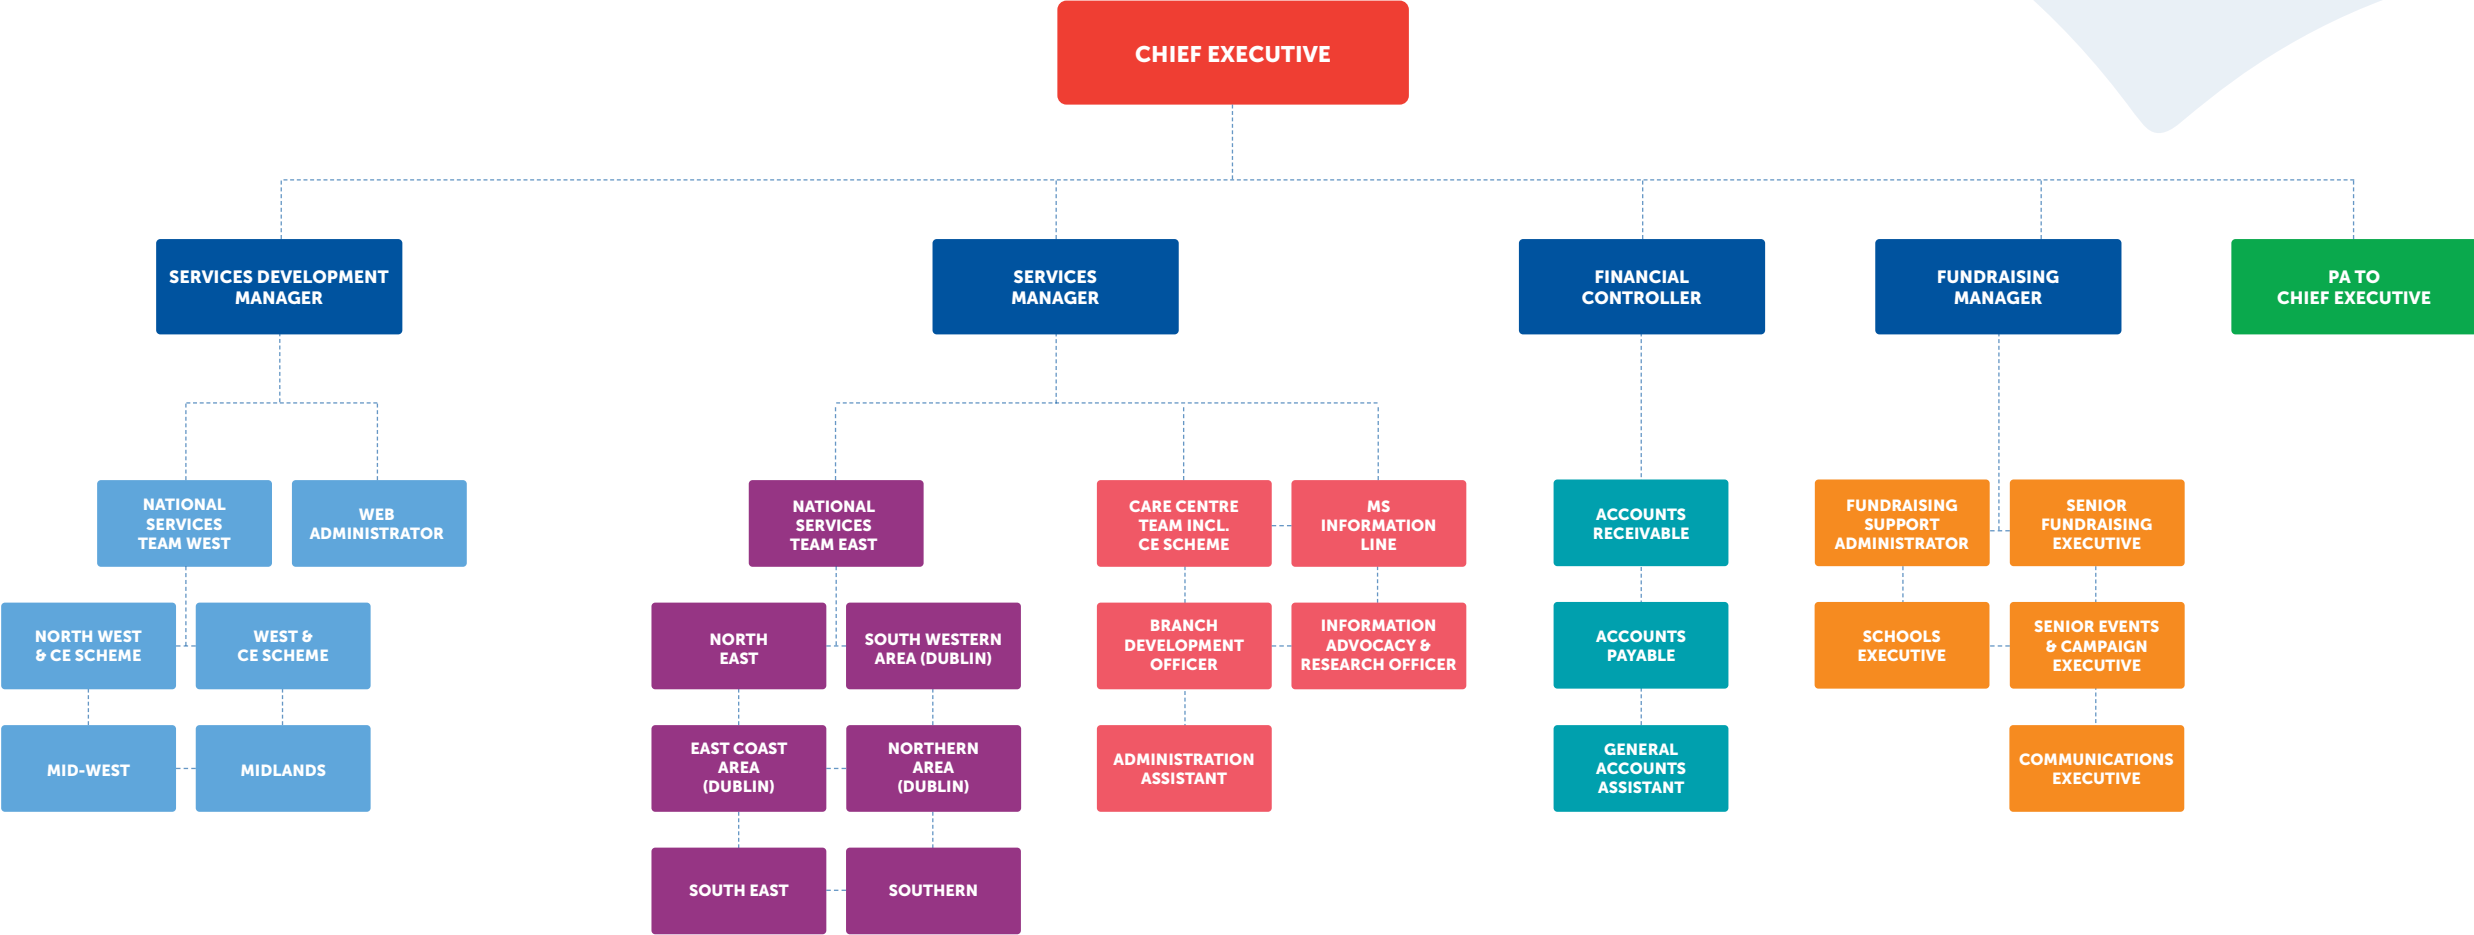 CHIEF EXECUTIVE
SERVICES DEVELOPMENT
MANAGER
SERVICES
MANAGER
FINANCIAL
CONTROLLER
FUNDRAISING
MANAGER
PA TO
CHIEF EXECUTIVE
NATIONAL
SERVICES
TEAM WEST
WEB
ADMINISTRATOR
NORTH WEST
& CE SCHEME
WEST &
CE SCHEME
MID-WEST
MIDLANDS
NATIONAL
SERVICES
TEAM EAST
NORTH
EAST
SOUTH WESTERN
AREA (DUBLIN)
EAST COAST
AREA
(DUBLIN)
NORTHERN
AREA
(DUBLIN)
SOUTH EAST
SOUTHERN
CARE CENTRE
TEAM INCL.
CE SCHEME
MS
INFORMATION
LINE
BRANCH
DEVELOPMENT
OFFICER
INFORMATION
ADVOCACY &
RESEARCH OFFICER
ADMINISTRATION
ASSISTANT
ACCOUNTS
RECEIVABLE
ACCOUNTS
PAYABLE
GENERAL
ACCOUNTS
ASSISTANT
FUNDRAISING
SUPPORT
ADMINISTRATOR
SENIOR
FUNDRAISING
EXECUTIVE
SCHOOLS
EXECUTIVE
SENIOR EVENTS
& CAMPAIGN
EXECUTIVE
COMMUNICATIONS
EXECUTIVE